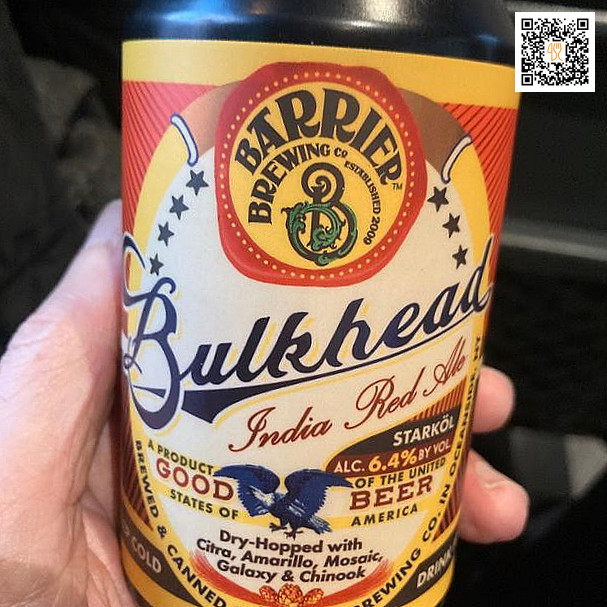 BARRIER
BREWING CO
ESTABLISHED 2009
B
TM
Bulkhead
India Red Ale
STARKÖL
ALC. 6.4% BY VOL.
A PRODUCT OF THE UNITED
GOOD BEER
STATES OF AMERICA
Dry-Hopped with
Citra, Amarillo, Mosaic,
Galaxy & Chinook
BREWED & CANNED
BREWING CO. IN OCEANSIDE
COLD
DRINK